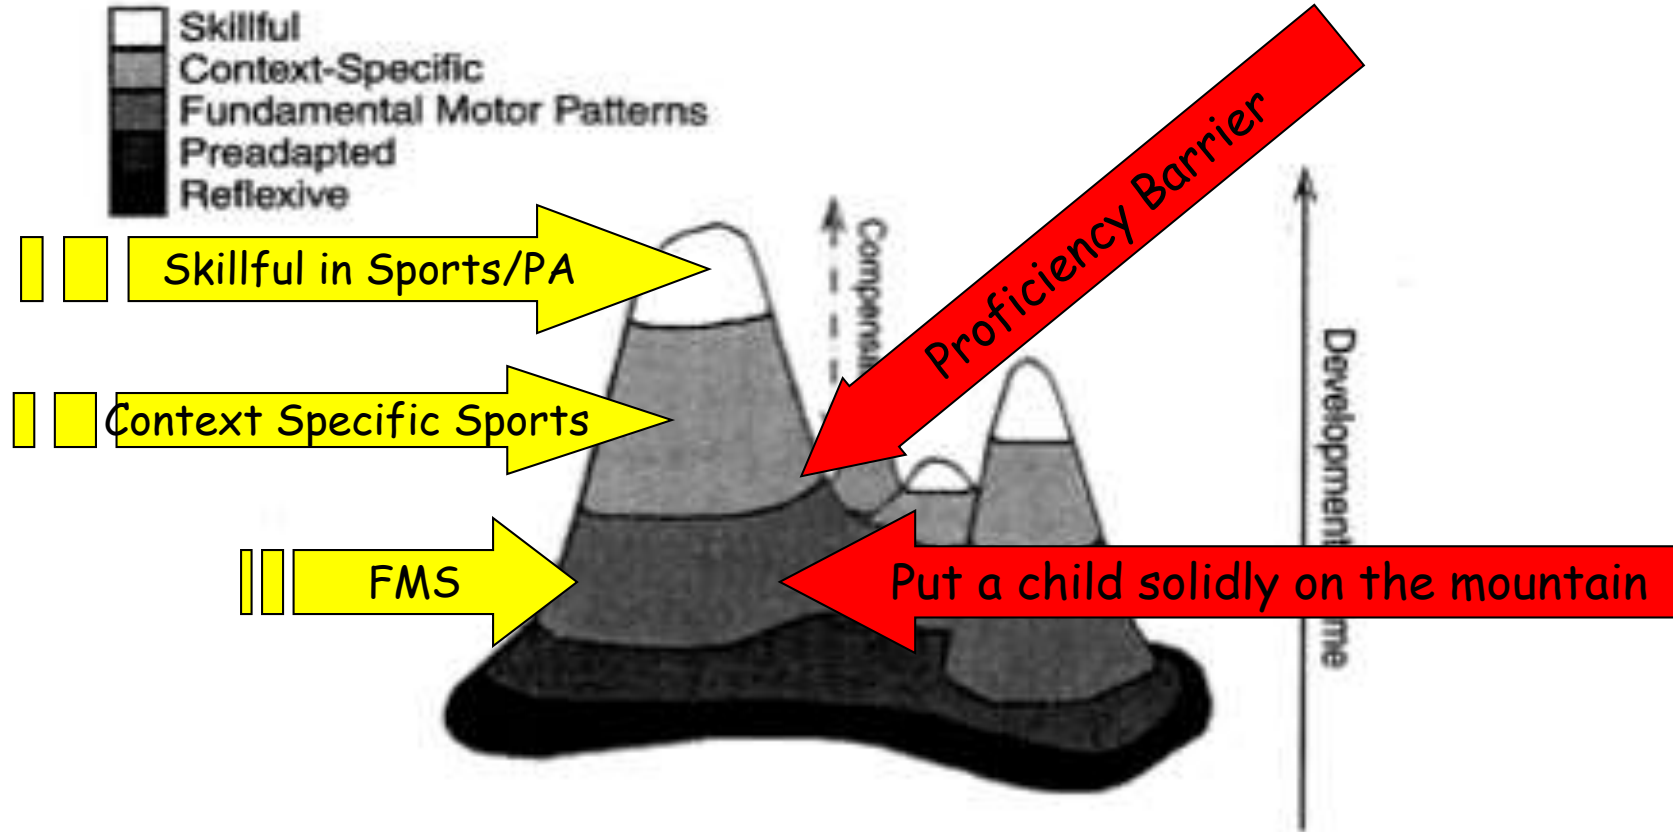 Skillful
Context-Specific
Fundamental Motor Patterns
Preadapted
Reflexive
Skillful in Sports/PA
Context Specific Sports
FMS
Proficiency Barrier
Put a child solidly on the mountain